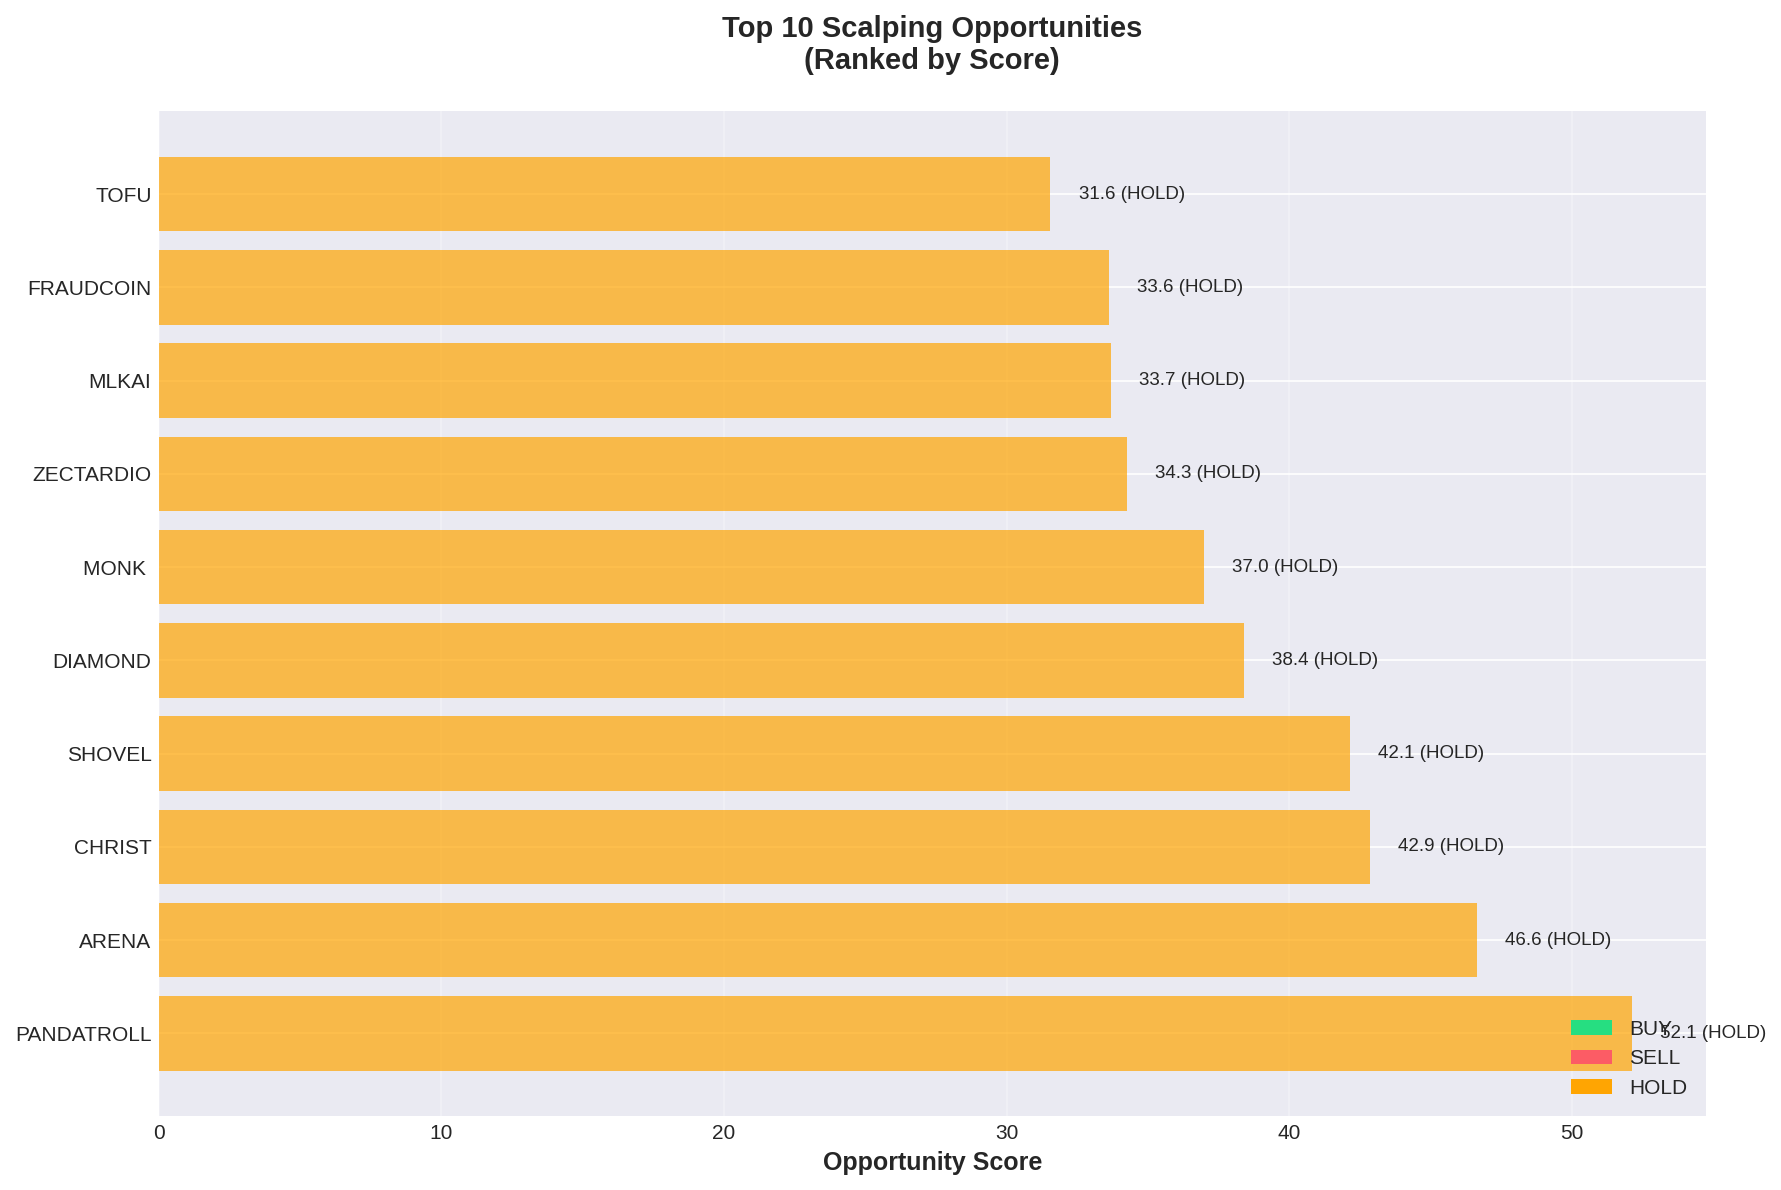 Top 10 Scalping Opportunities
(Ranked by Score)
TOFU 31.6 (HOLD)
FRAUDCOIN 33.6 (HOLD)
MLKAI 33.7 (HOLD)
ZECTARDIO 34.3 (HOLD)
MONK 37.0 (HOLD)
DIAMOND 38.4 (HOLD)
SHOVEL 42.1 (HOLD)
CHRIST 42.9 (HOLD)
ARENA 46.6 (HOLD)
PANDATROLL 52.1 (HOLD)
BUY
SELL
HOLD
0 10 20 30 40 50
Opportunity Score